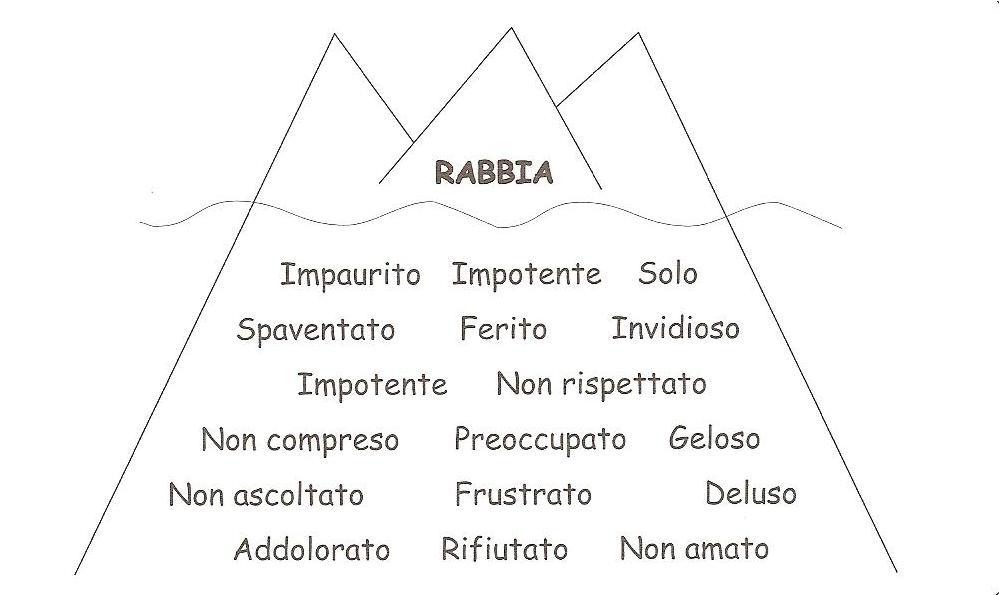 RABBIA
Impaurito Impotente Solo
Spaventato Ferito Invidioso
Impotente Non rispettato
Non compreso Preoccupato Geloso
Non ascoltato Frustrato Deluso
Addolorato Rifiutato Non amato